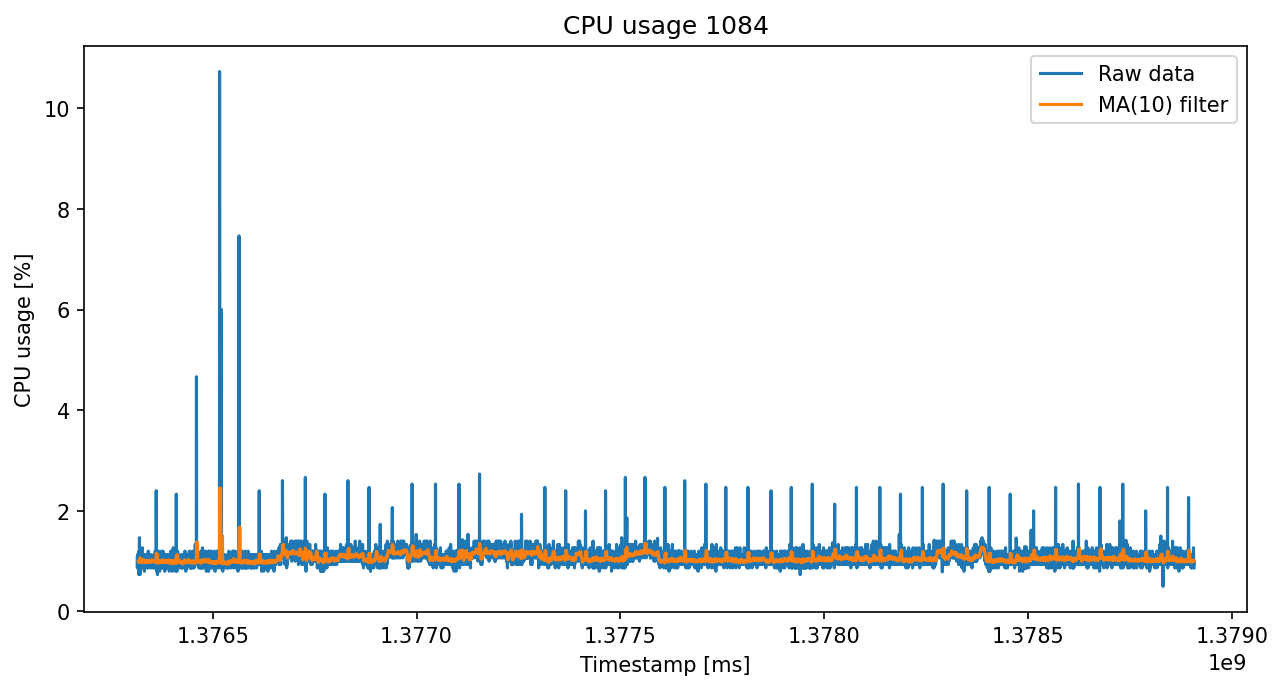 CPU usage 1084
Raw data
MA(10) filter
CPU usage [%]
10
8
6
4
2
0
1.3765 1.3770 1.3775 1.3780 1.3785 1.3790
1e9
Timestamp [ms]